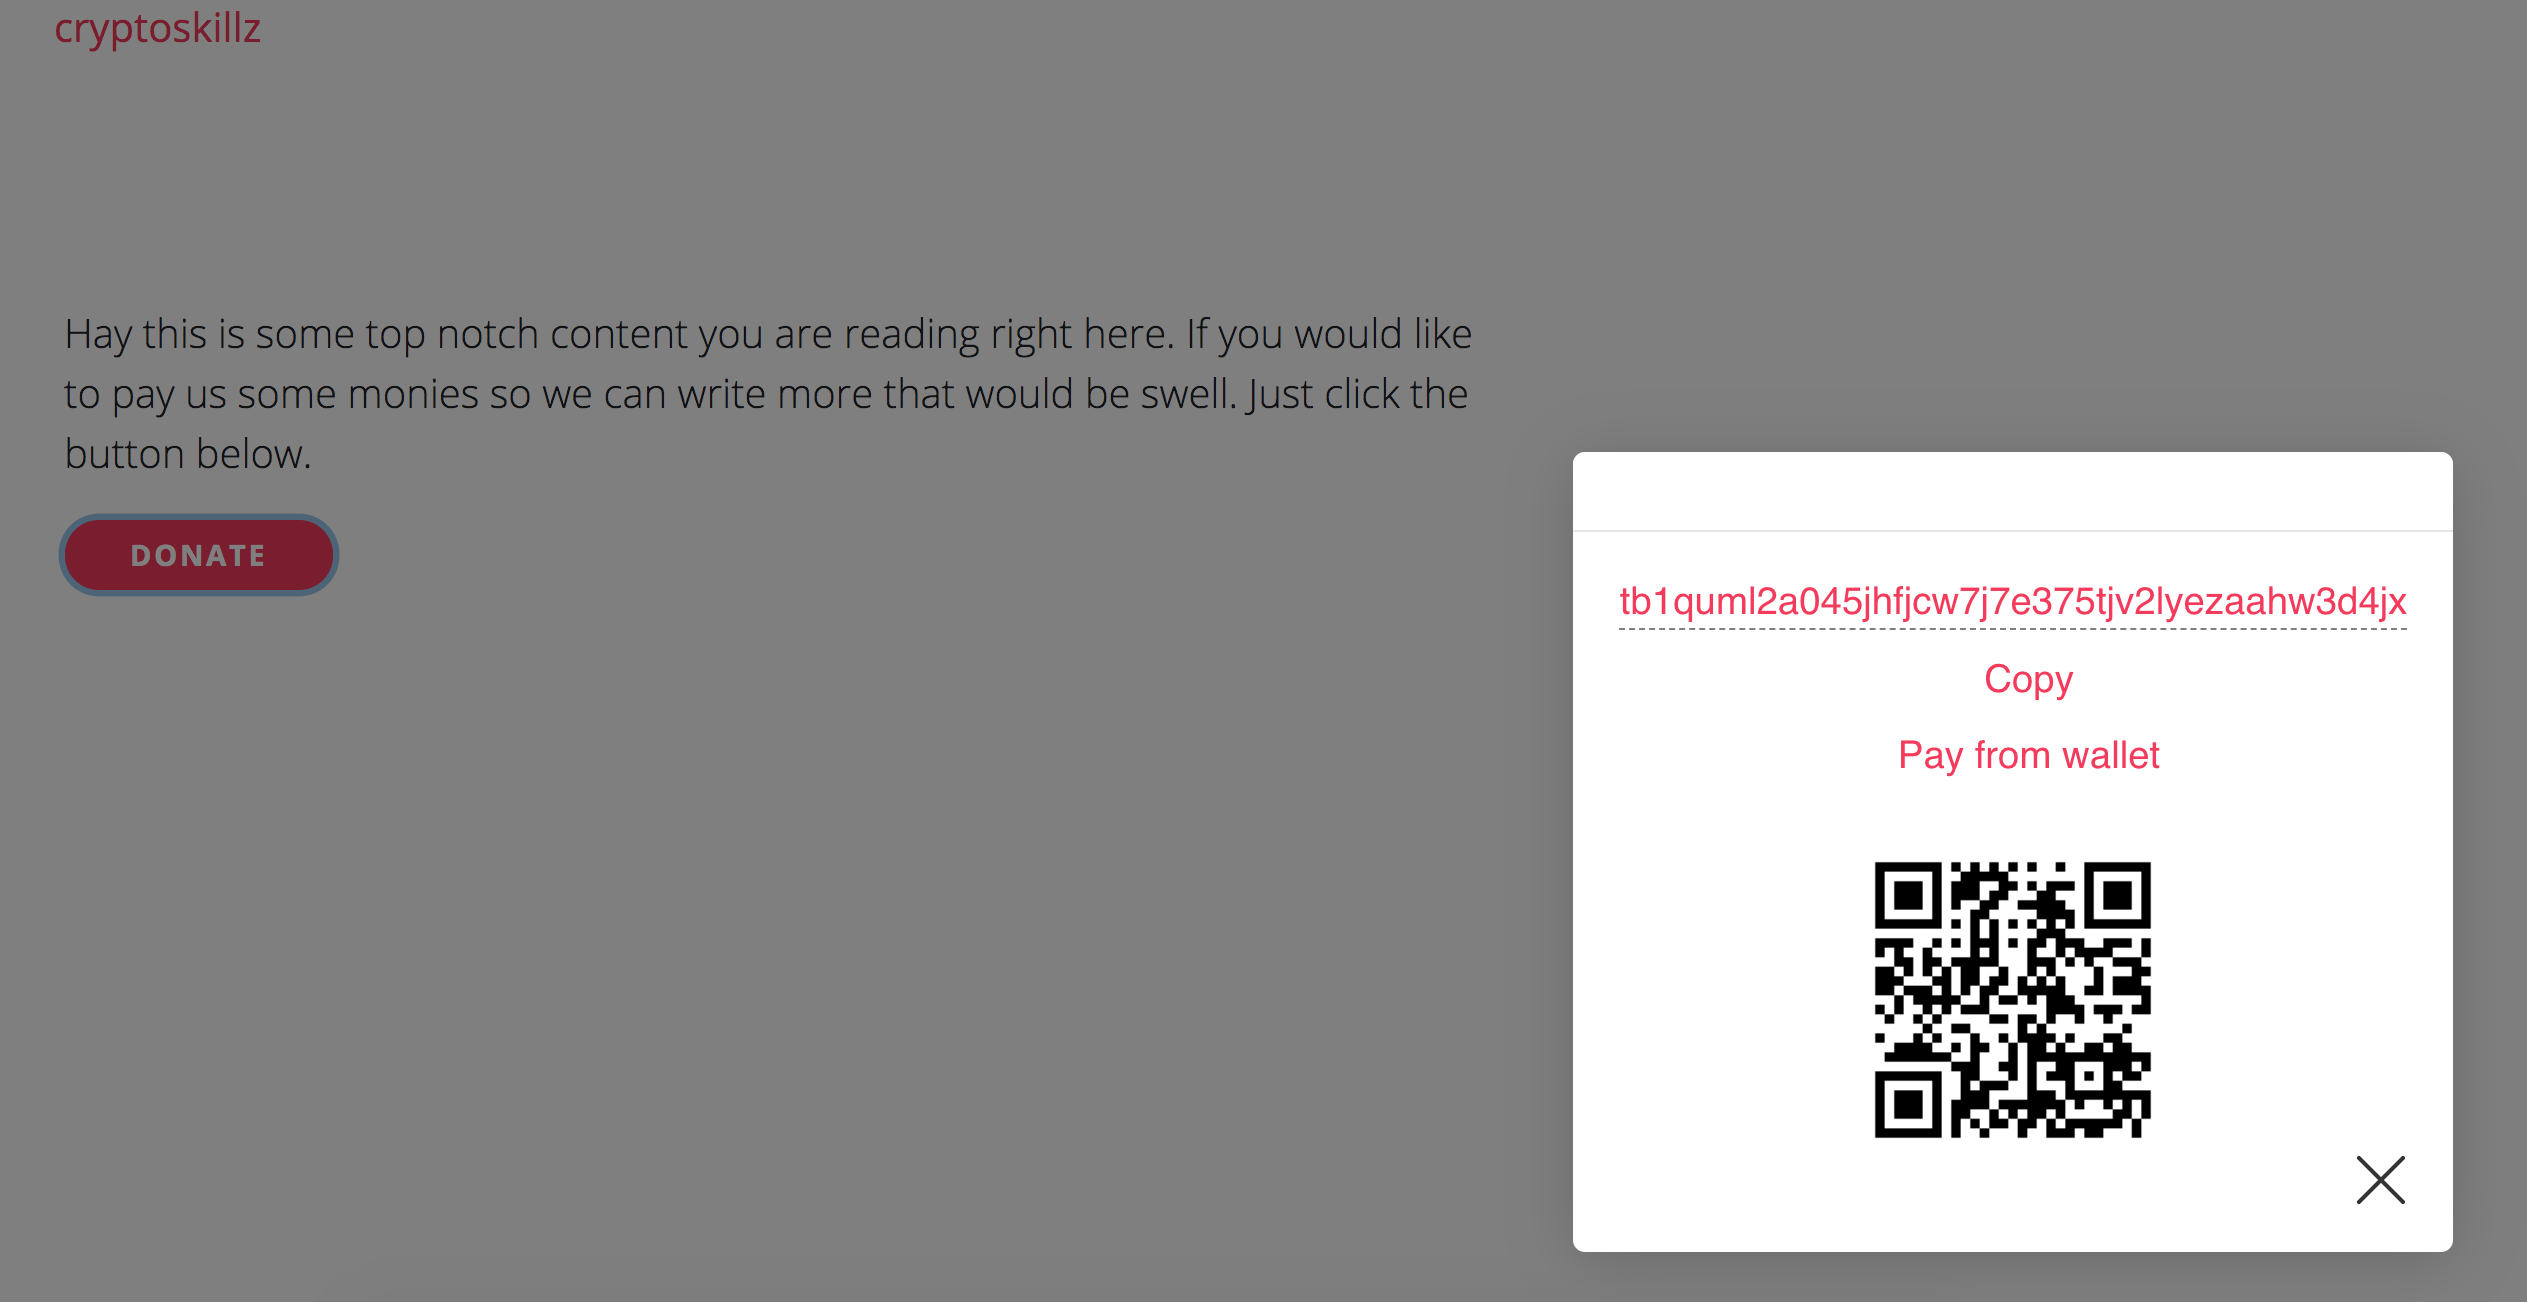 cryptoskillz
Hay this is some top notch content you are reading right here. If you would like
to pay us some monies so we can write more that would be swell. Just click the
button below.
DONATE
tb1quml2a045jhfjcw7j7e375tjv2lyezaahw3d4jx
Copy
Pay from wallet